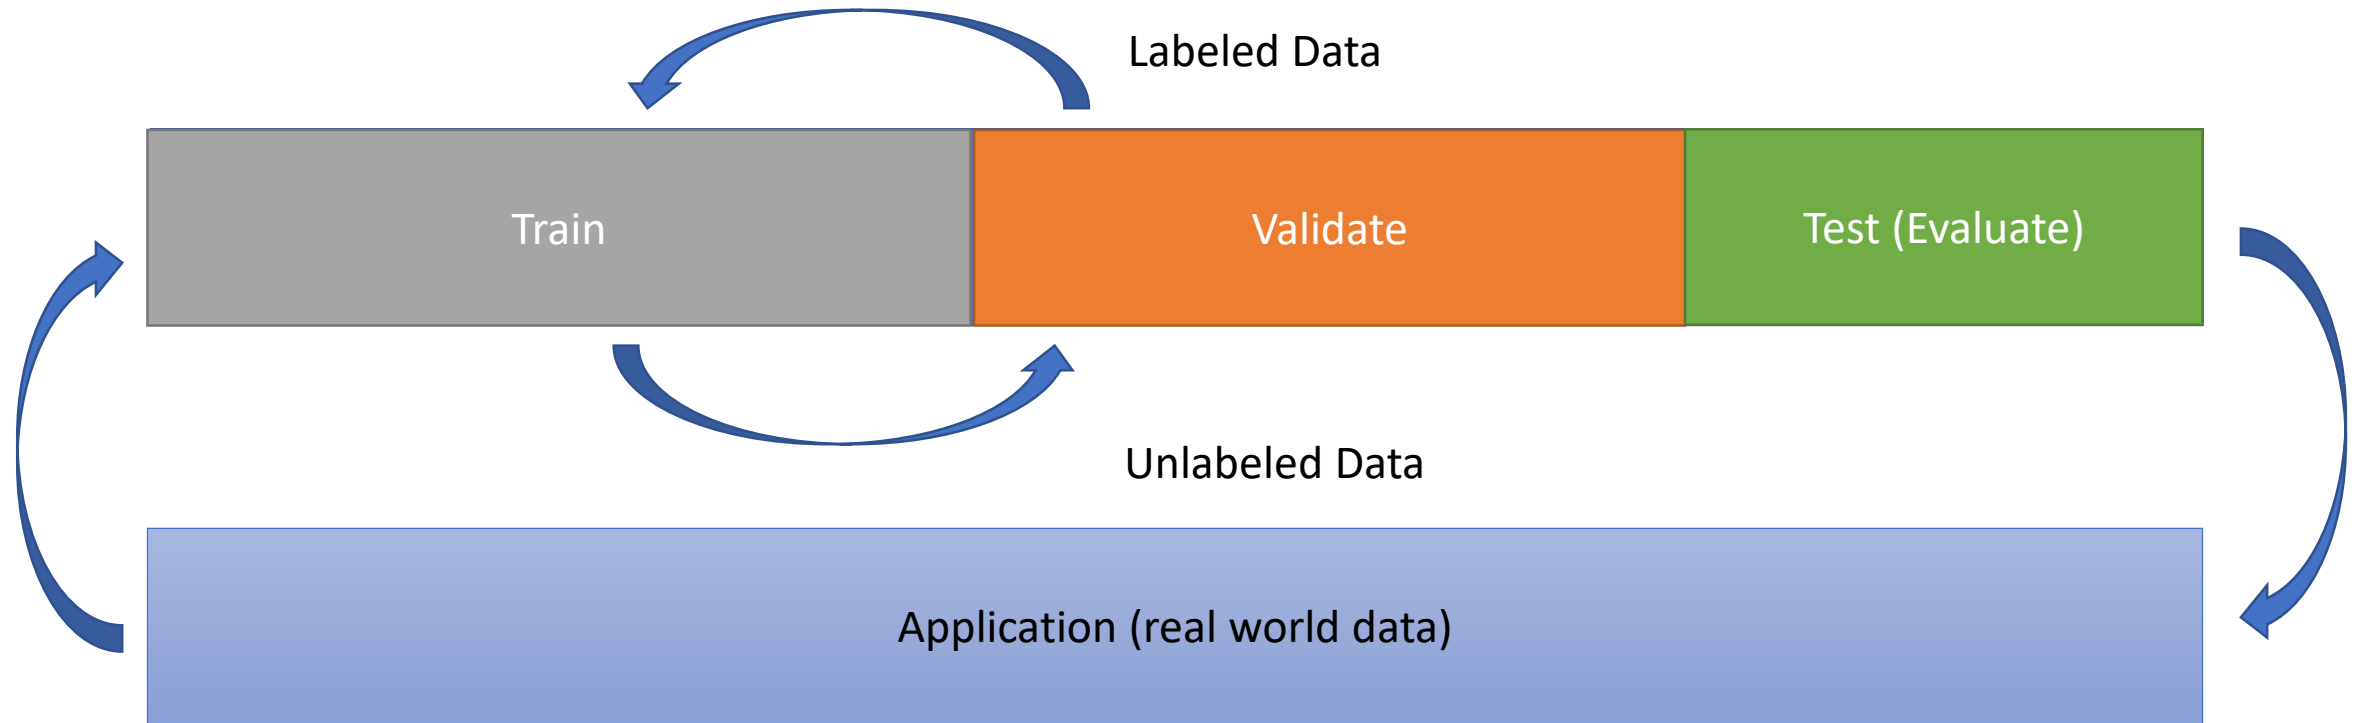 Labeled Data
Train
Validate
Test (Evaluate)
Unlabeled Data
Application (real world data)